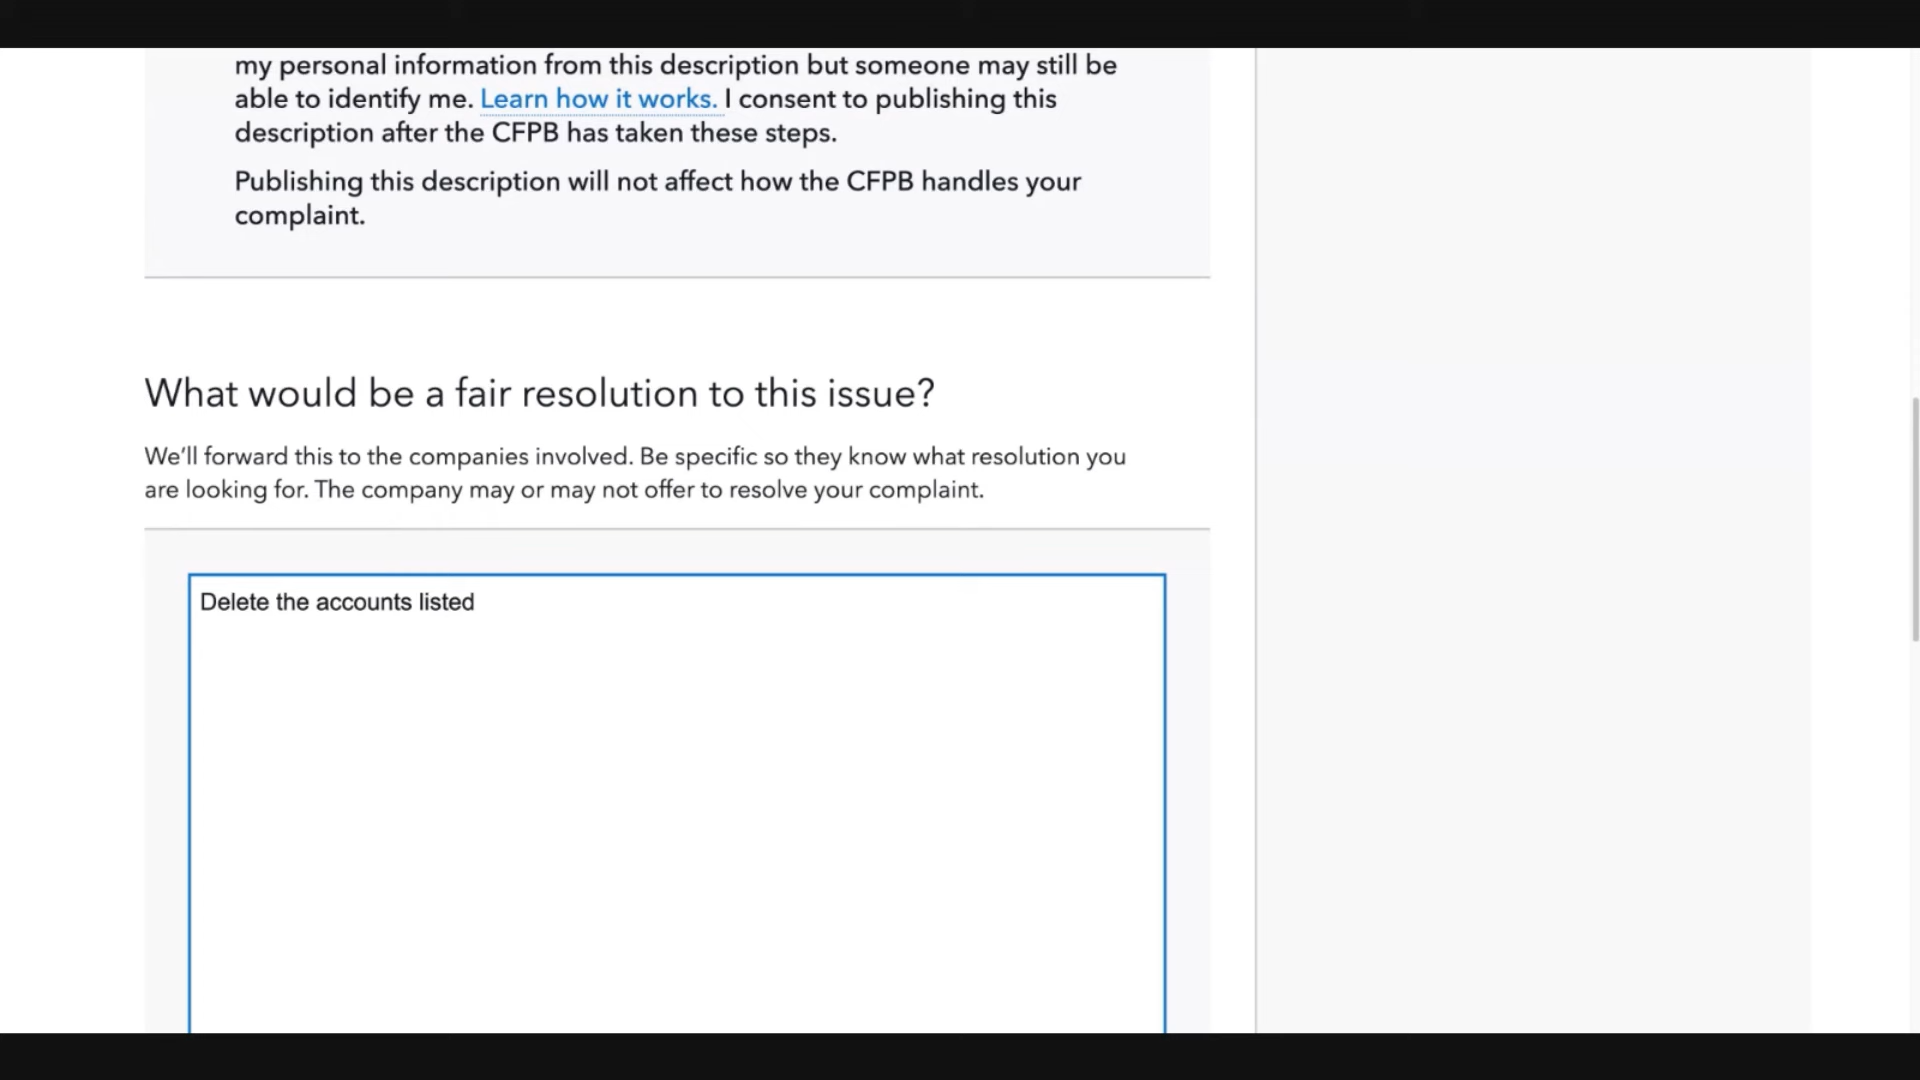 my personal information from this description but someone may still be
able to identify me. Learn how it works. I consent to publishing this
description after the CFPB has taken these steps.
Publishing this description will not affect how the CFPB handles your
complaint.
What would be a fair resolution to this issue?
We'll forward this to the companies involved. Be specific so they know what resolution you
are looking for. The company may or may not offer to resolve your complaint.
Delete the accounts listed